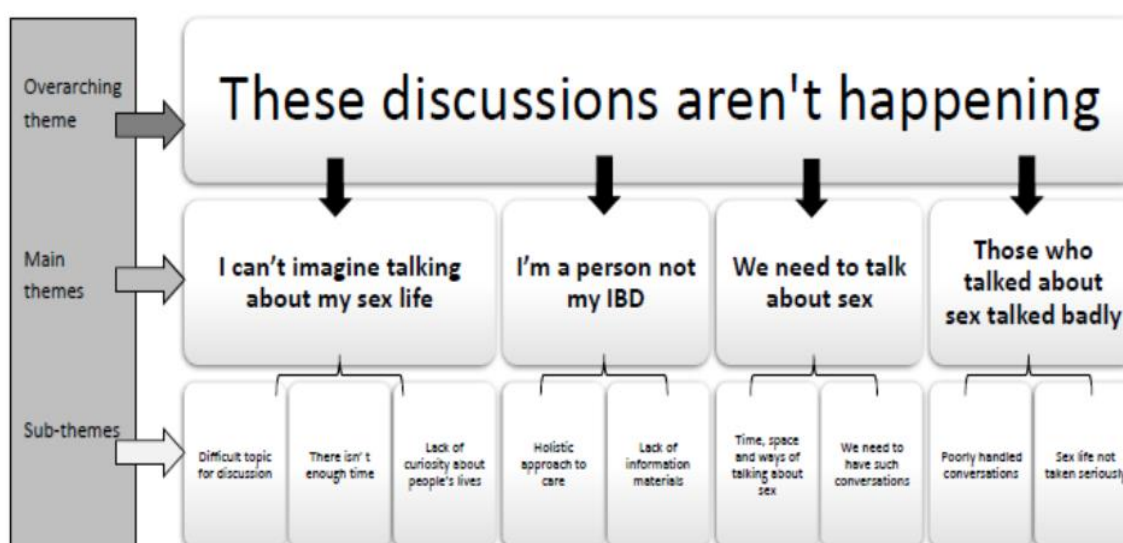 Overarching
theme
These discussions aren't happening
Main
themes
I can't imagine talking
about my sex life
I'm a person not
my IBD
We need to talk
about sex
Those who
talked about
sex talked badly
Sub-themes
Difficult topic
for discussion
There isn't
enough time
Lack of
curiosity about
people's lives
Holistic
approach to
care
Lack of
information
materials
Time, space
and ways of
talking about
sex
We need to
have such
conversations
Poorly handled
conversations
Sex life not
taken seriously